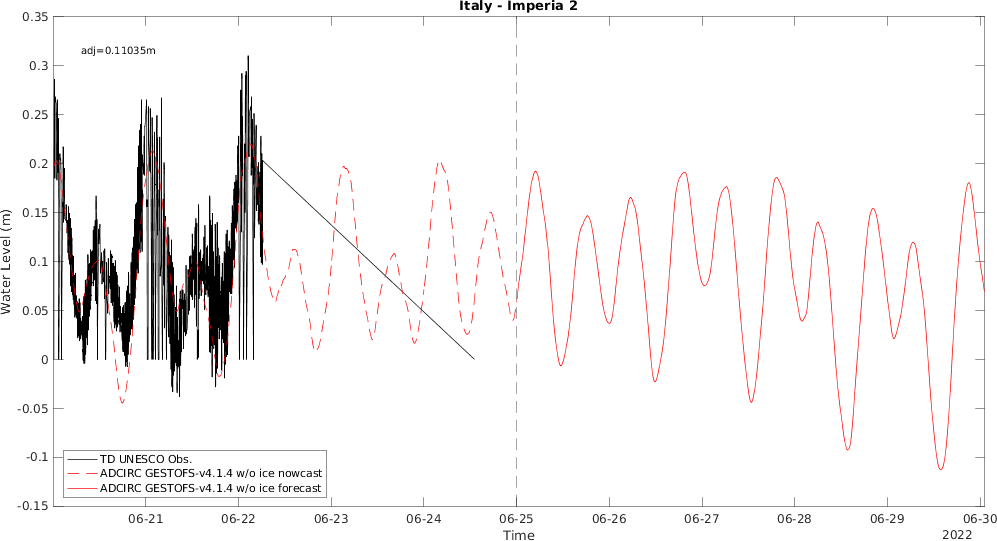 Italy - Imperia 2
adj=0.11035m
Water Level (m)
0.35
0.3
0.25
0.2
0.15
0.1
0.05
0
-0.05
-0.1
-0.15
TD UNESCO Obs.
ADCIRC GESTOFS-v4.1.4 w/o ice nowcast
ADCIRC GESTOFS-v4.1.4 w/o ice forecast
06-21 06-22 06-23 06-24 06-25 06-26 06-27 06-28 06-29 06-30
Time
2022